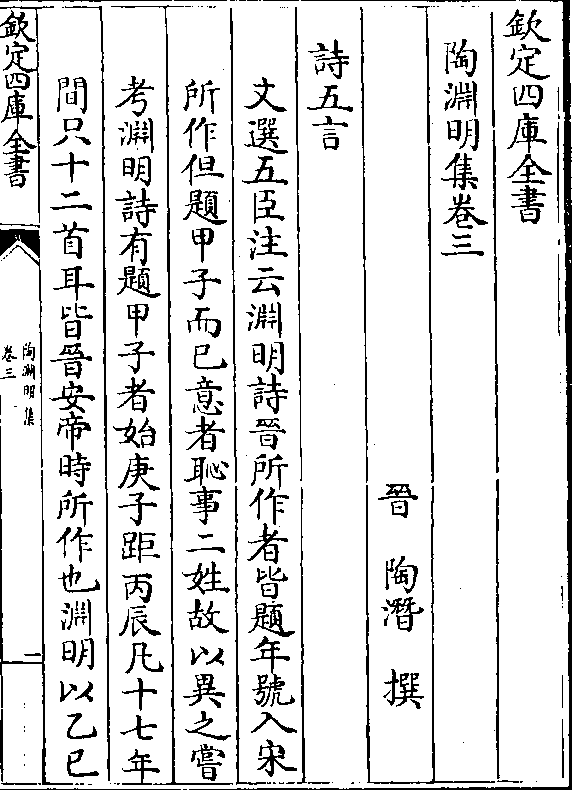 欽定四庫全書
陶淵明集卷三
晉 陶潛 撰
詩五言
文選五臣注云淵明詩晉所作者皆題年號入宋
所作但題甲子而已意者恥事二姓故以異之嘗
考淵明詩有題甲子者始庚子距丙辰凡十七年
間只十二首耳皆晉安帝時所作也淵明以乙巳
欽定四庫全書
陶淵明集
卷三
一